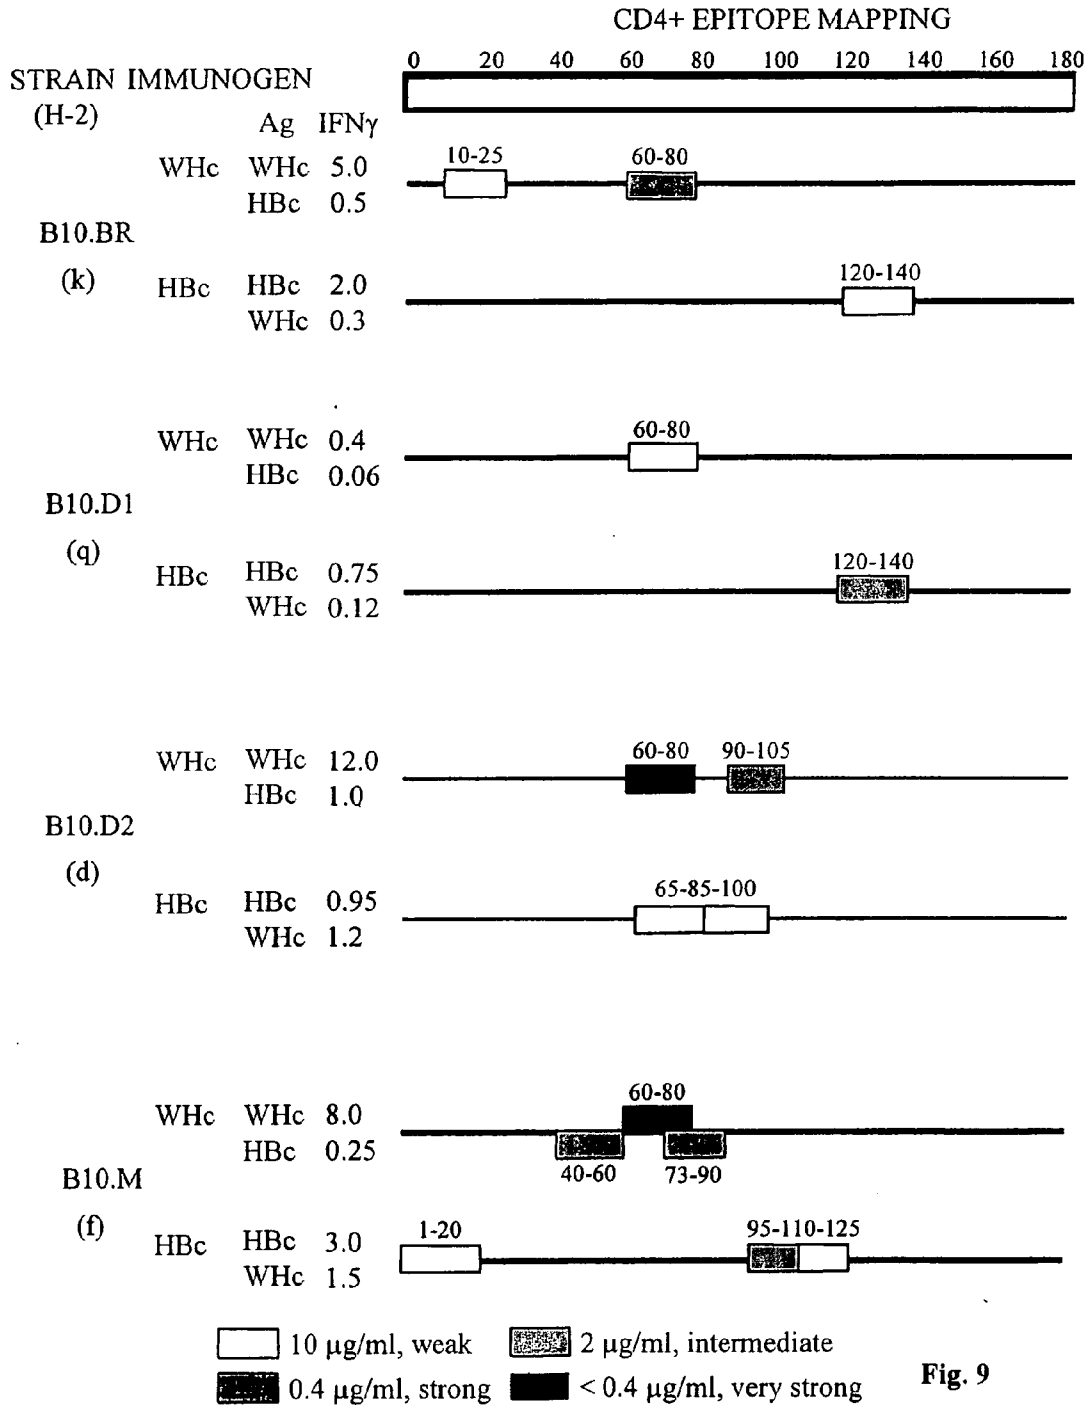 CD4+ EPITOPE MAPPING
0 20 40 60 80 100 120 140 160 180
STRAIN IMMUNOGEN
(H-2)
Ag IFNγ
10-25 60-80
WHc WHc 5.0
HBc 0.5
B10.BR
(k)
120-140
HBc HBc 2.0
WHc 0.3
60-80
WHc WHc 0.4
HBc 0.06
B10.D1
(q)
120-140
HBc HBc 0.75
WHc 0.12
60-80 90-105
WHc WHc 12.0
HBc 1.0
B10.D2
(d)
65-85-100
HBc HBc 0.95
WHc 1.2
60-80
WHc WHc 8.0
HBc 0.25
40-60 73-90
B10.M
(f)
1-20 95-110-125
HBc HBc 3.0
WHc 1.5
10 μg/ml, weak 2 μg/ml, intermediate
0.4 μg/ml, strong < 0.4 μg/ml, very strong
Fig. 9